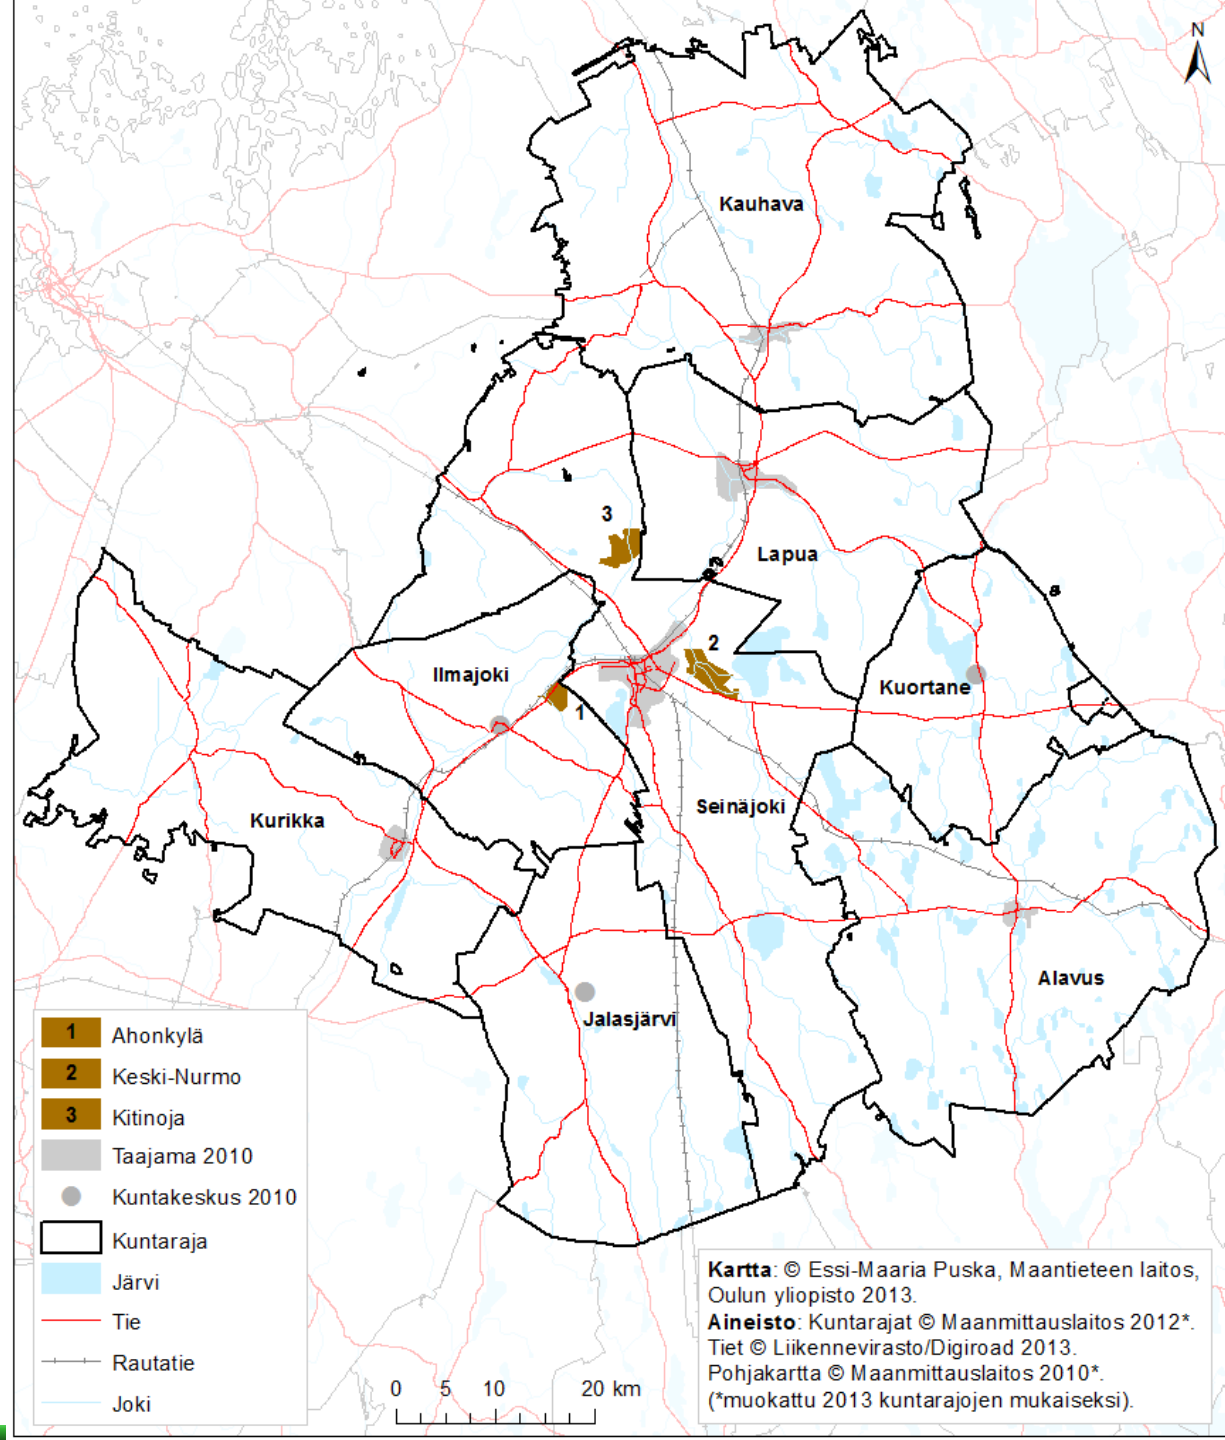 N
Kauhava
3
Lapua
2
Ilmajoki
Kuortane
1
Seinäjoki
Kurikka
Alavus
Jalasjärvi
1 Ahonkylä
2 Keski-Nurmo
3 Kitinoja
Taajama 2010
Kuntakeskus 2010
Kuntaraja
Järvi
Tie
Rautatie
Joki
0 5 10 20 km
Kartta: © Essi-Maaria Puska, Maantieteen laitos,
Oulun yliopisto 2013.
Aineisto: Kuntarajat © Maanmittauslaitos 2012*.
Tiet © Liikennevirasto/Digiroad 2013.
Pohjakartta © Maanmittauslaitos 2010*.
(*muokattu 2013 kuntarajojen mukaiseksi).